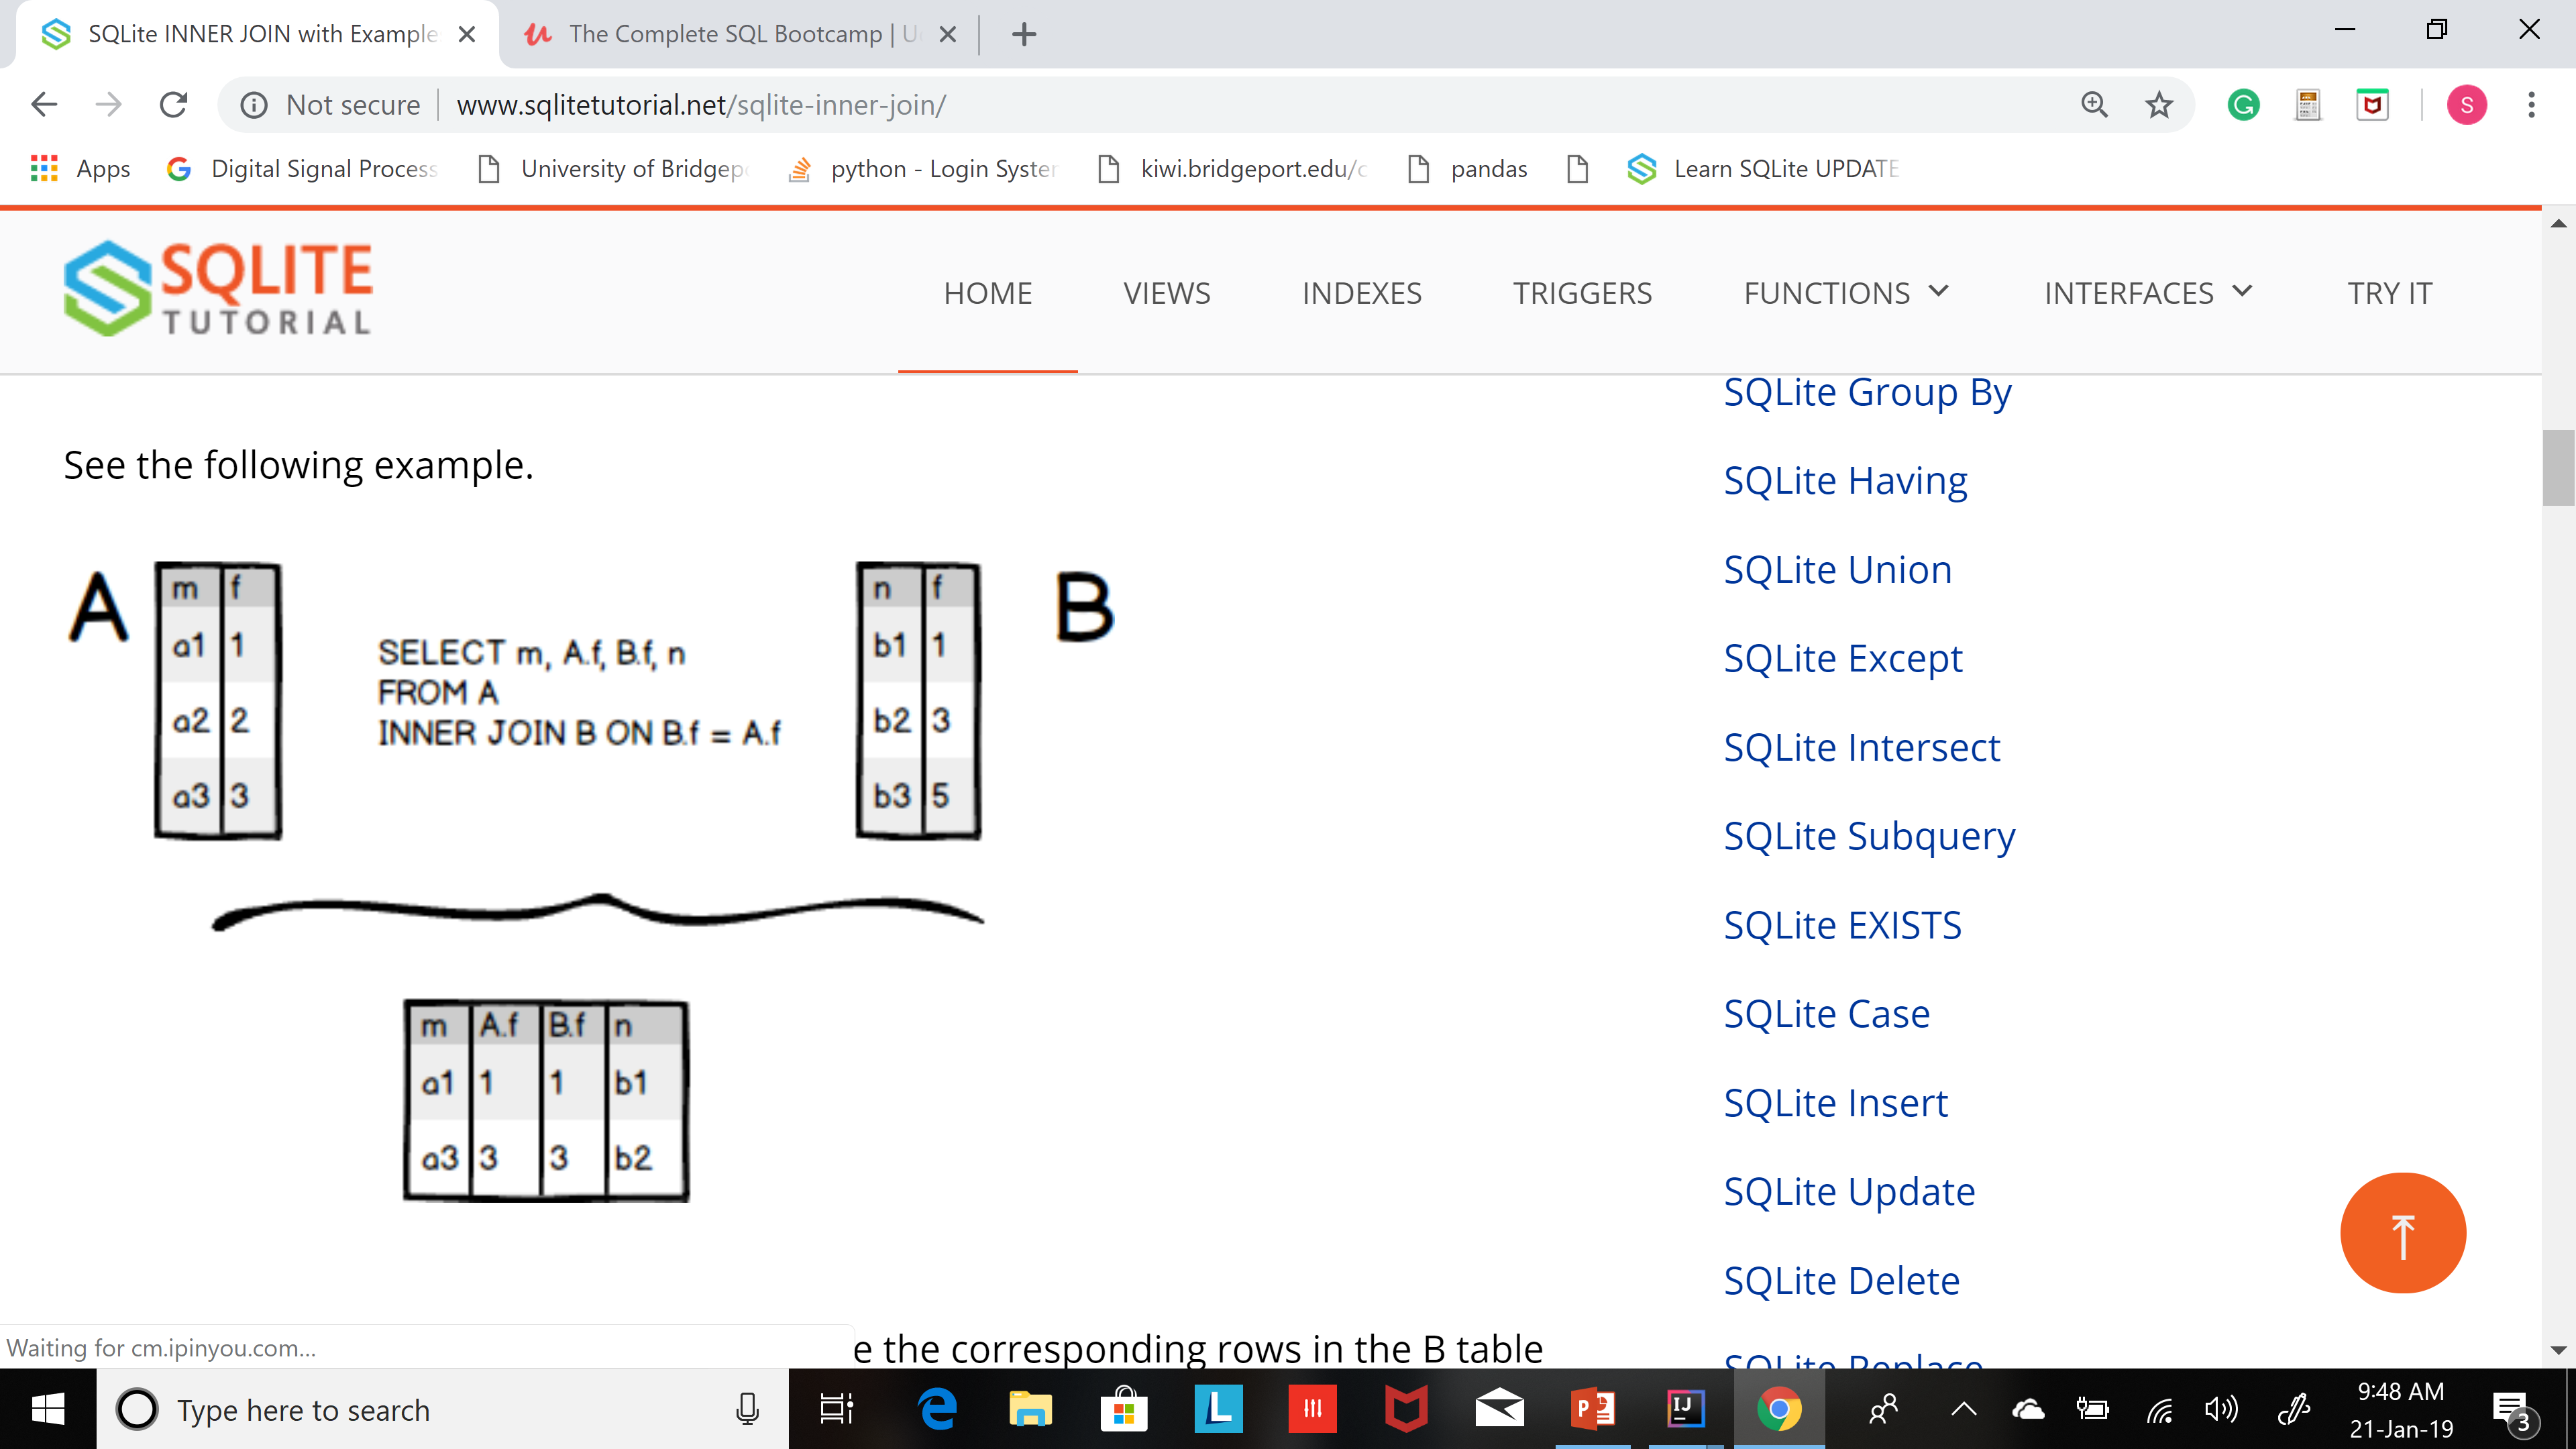 SQLite INNER JOIN with Example
The Complete SQL Bootcamp | U
Not secure
www.sqlitetutorial.net/sqlite-inner-join/
S
Apps
Digital Signal Process
University of Bridgep
python - Login System
kiwi.bridgeport.edu/c
pandas
Learn SQLite UPDATE
SQLITE
TUTORIAL
HOME
VIEWS
INDEXES
TRIGGERS
FUNCTIONS
INTERFACES
TRY IT
See the following example.
A
m f
a1 1
a2 2
a3 3
SELECT m, A.f, B.f, n
FROM A
INNER JOIN B ON B.f = A.f
n f
b1 1
b2 3
b3 5
B
m A.f B.f n
a1 1 1 b1
a3 3 3 b2
SQLite Group By
SQLite Having
SQLite Union
SQLite Except
SQLite Intersect
SQLite Subquery
SQLite EXISTS
SQLite Case
SQLite Insert
SQLite Update
SQLite Delete
SQLite Replace
e the corresponding rows in the B table
Waiting for cm.ipinyou.com...
Type here to search
9:48 AM
21-Jan-19
3